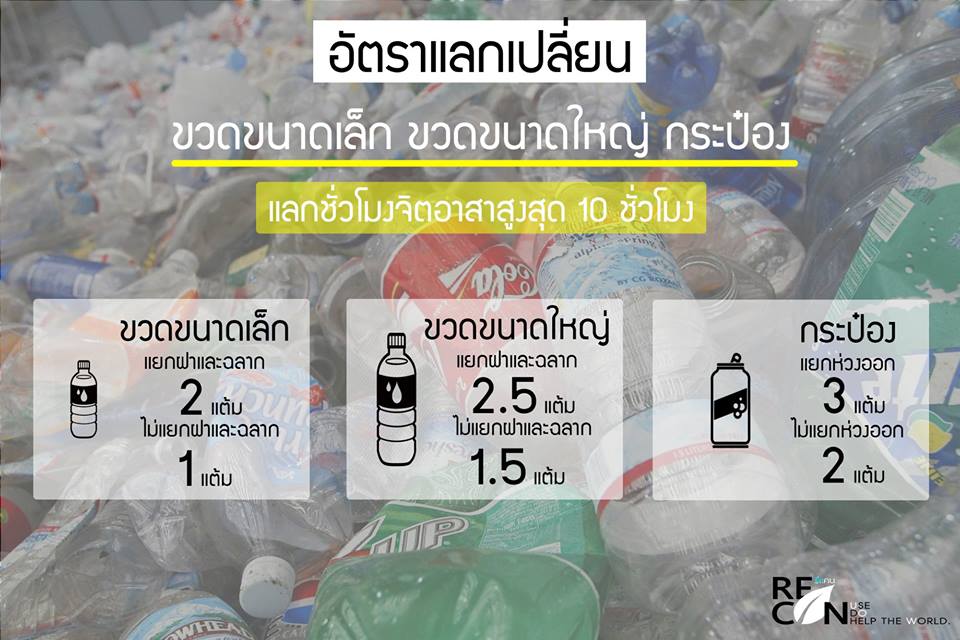 อัตราแลกเปลี่ยน
ขวดขนาดเล็ก ขวดขนาดใหญ่ กระป๋อง
แลกชั่วโมงจิตอาสาสูงสุด 10 ชั่วโมง
ขวดขนาดเล็ก
แยกฝาและฉลาก
2 แต้ม
ไม่แยกฝาและฉลาก
1 แต้ม
ขวดขนาดใหญ่
แยกฝาและฉลาก
2.5 แต้ม
ไม่แยกฝาและฉลาก
1.5 แต้ม
กระป๋อง
แยกห่วงออก
3 แต้ม
ไม่แยกห่วงออก
2 แต้ม
Cola
BY CG ROXANE
UP
RE
CAN
USE
DO
HELP THE WORLD.